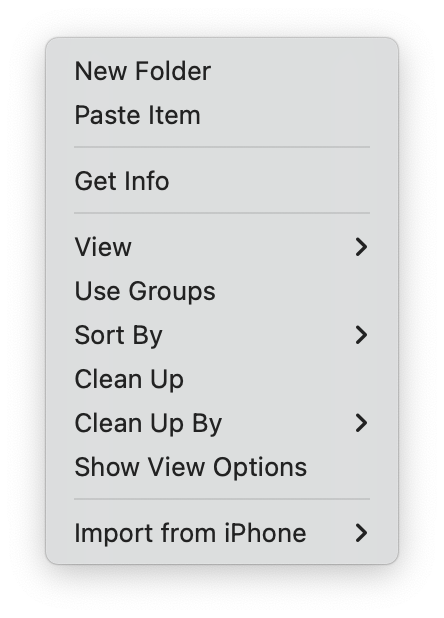 New Folder
Paste Item
Get Info
View
Use Groups
Sort By
Clean Up
Clean Up By
Show View Options
Import from iPhone